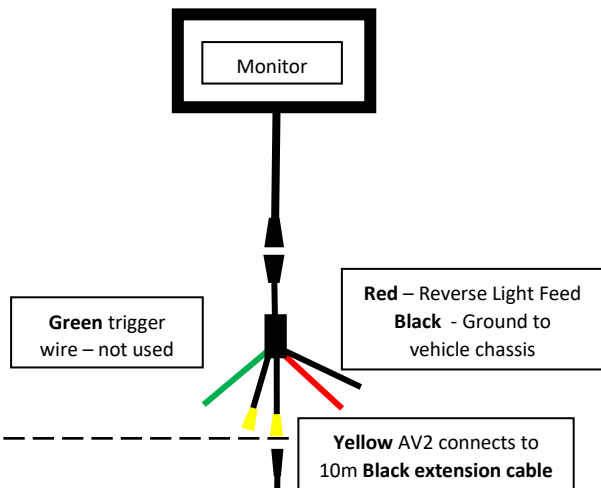 Monitor
Red – Reverse Light Feed
Black - Ground to
vehicle chassis
Green trigger
wire – not used
Yellow AV2 connects to
10m Black extension cable